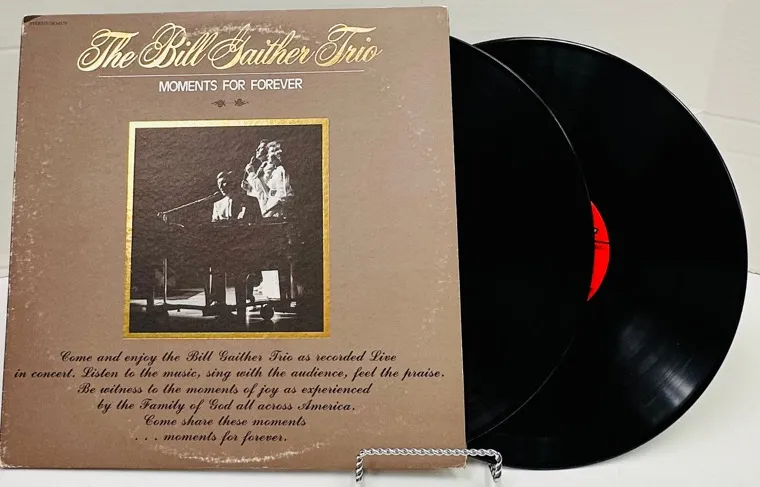 The Bill Gaither Trio
MOMENTS FOR FOREVER
Come and enjoy the Bill Gaither Trio as recorded Live
in concert. Listen to the music, sing with the audience, feel the praise.
Be witness to the moments of joy as experienced
by the Family of God all across America.
Come share these moments
. . . moments for forever.